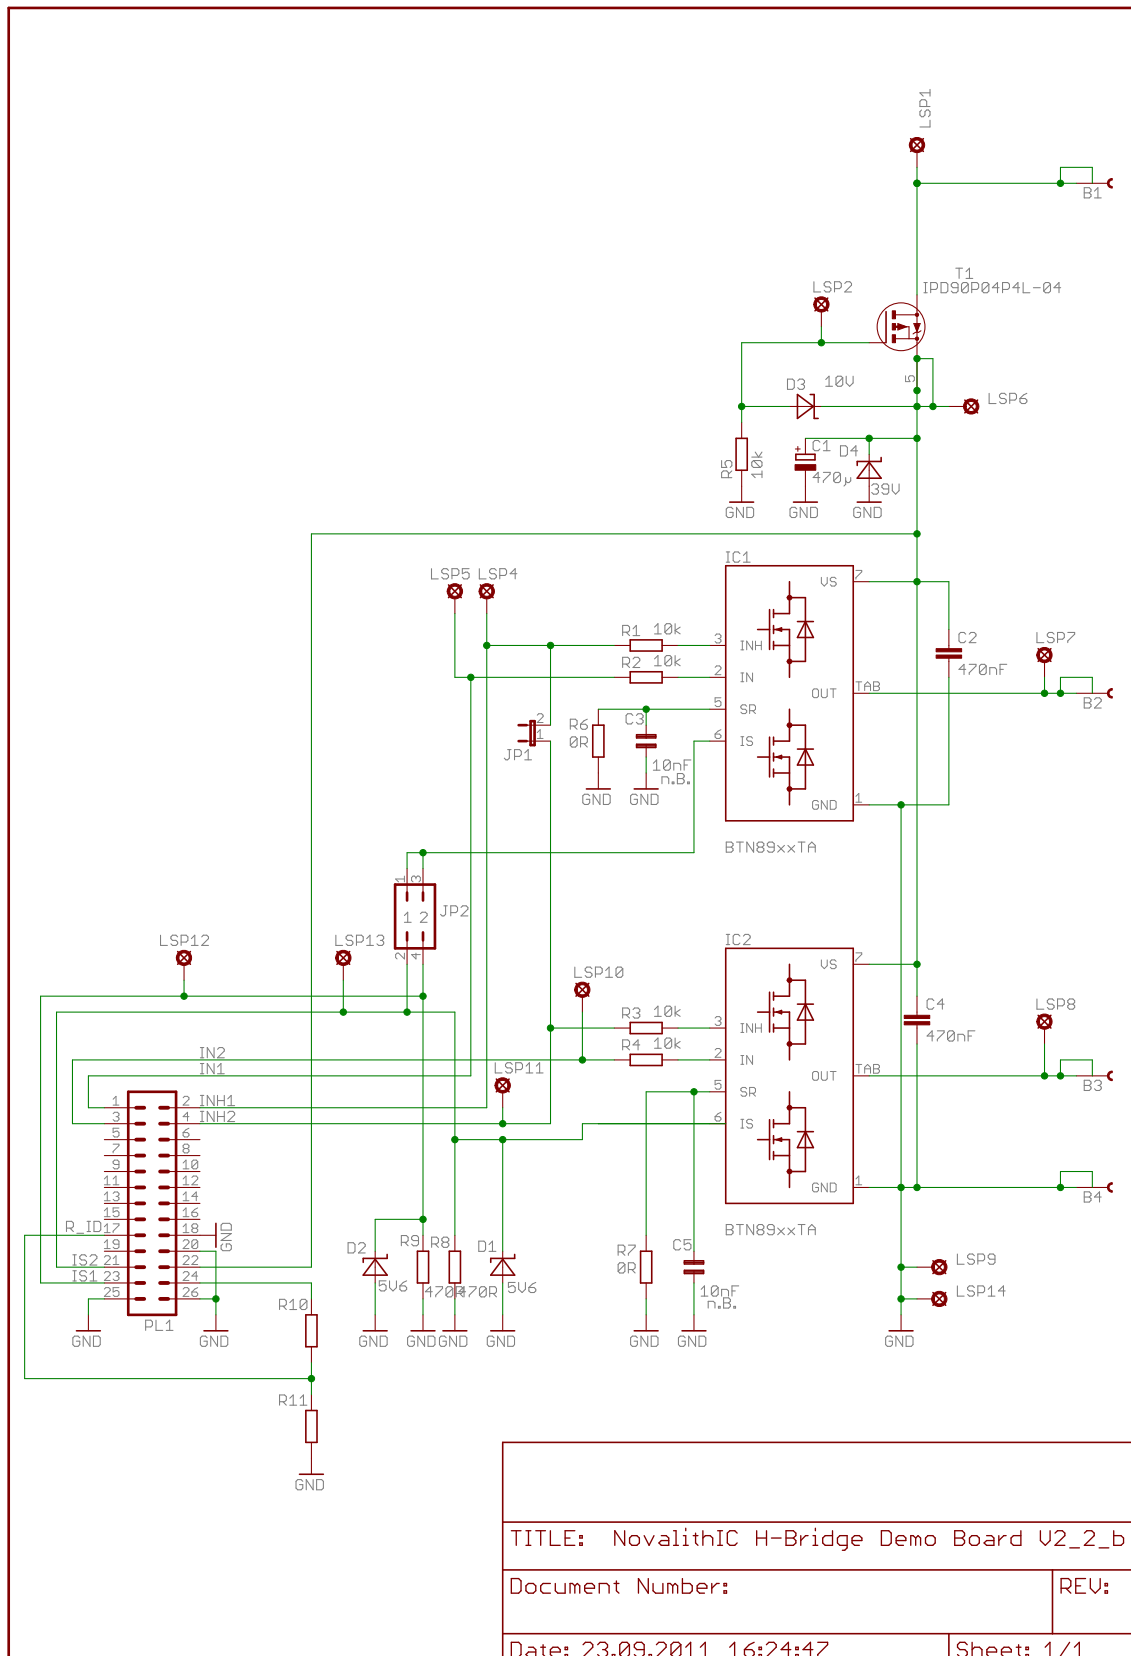 LSP1
B1
T1
IPD90P04P4L-04
LSP2
5
D3 10V
LSP6
R5 10k
+ C1
470µ
D4
39V
GND GND GND
IC1
LSP5 LSP4
VS 7
R1 10k 3 INH
C2
470nF
LSP7
R2 10k 2 IN
OUT TAB
B2
5 SR
R6
0R
C3
10nF
n.B.
2
1
JP1
6 IS
GND GND
GND 1
BTN89xxTA
1 3
1 2
JP2
2 4
LSP12
LSP13
IC2
VS 7
LSP10
R3 10k 3 INH
C4
470nF
LSP8
R4 10k 2 IN
IN2
IN1
LSP11
OUT TAB
B3
5 SR
6 IS
1 2 INH1
3 4 INH2
5 6
7 8
9 10
11 12
13 14
15 16
R_ID 17 18 GND
19 20
IS2 21 22
IS1 23 24
25 26
PL1
GND GND
GND 1
B4
BTN89xxTA
D2
5V6
R9
470R
R8
470R
D1
5V6
R7
0R
C5
10nF
n.B.
LSP9
LSP14
GND GND GND GND
GND GND
GND
R10
R11
GND
TITLE: NovalithIC H-Bridge Demo Board V2_2_b
Document Number:
REV:
Date: 23.09.2011 16:24:47
Sheet: 1/1